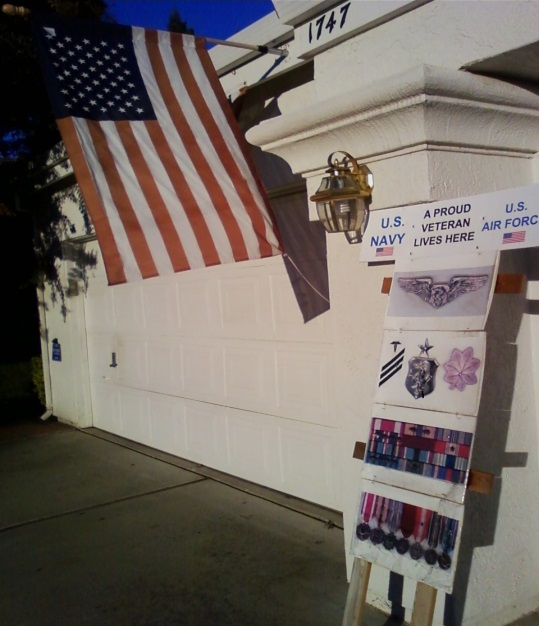 1747
U.S.
NAVY
A PROUD
VETERAN
LIVES HERE
U.S.
AIR FORC